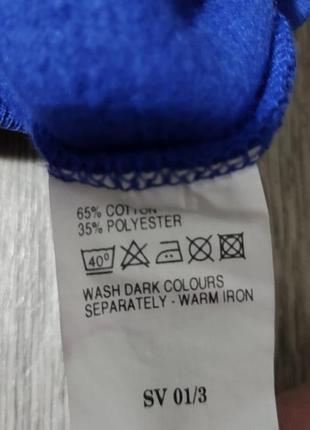 65% COTTON
35% POLYESTER
40°
WASH DARK COLOURS
SEPARATELY - WARM IRON
SV 01/3